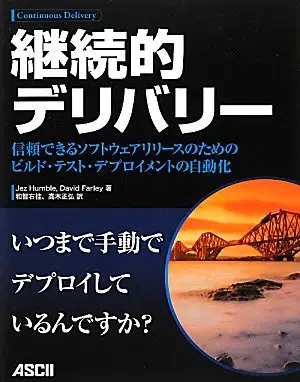 Continuous Delivery
継続的
デリバリー
信頼できるソフトウェアリリースのための
ビルド・テスト・デプロイメントの自動化
Jez Humble, David Farley 著
和智右桂、髙木正弘 訳
いつまで手動で
デプロイして
いるんですか?
ASCII